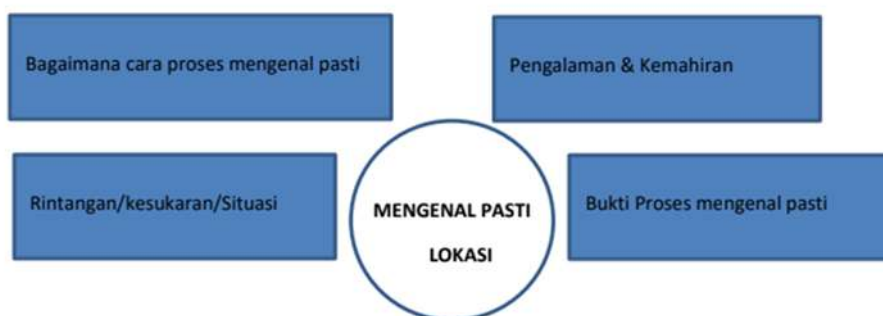 Bagaimana cara proses mengenal pasti
Pengalaman & Kemahiran
Rintangan/kesukaran/Situasi
MENGENAL PASTI
LOKASI
Bukti Proses mengenal pasti